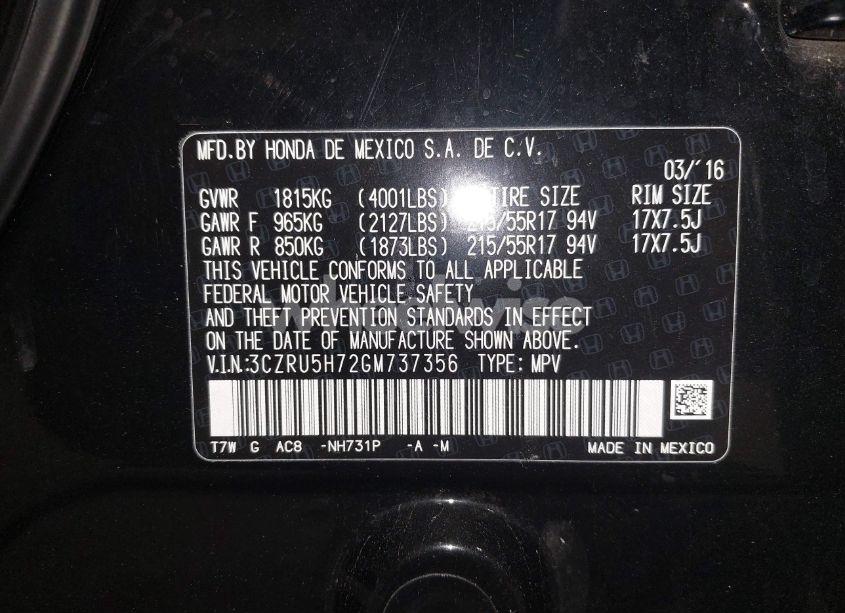 MFD.BY HONDA DE MEXICO S.A. DE C.V.
03/'16
GVWR 1815KG (4001LBS) TIRE SIZE RIM SIZE
GAWR F 965KG (2127LBS) 215/55R17 94V 17X7.5J
GAWR R 850KG (1873LBS) 215/55R17 94V 17X7.5J
THIS VEHICLE CONFORMS TO ALL APPLICABLE
FEDERAL MOTOR VEHICLE SAFETY
AND THEFT PREVENTION STANDARDS IN EFFECT
ON THE DATE OF MANUFACTURE SHOWN ABOVE.
V.I.N.:3CZRU5H72GM737356 TYPE: MPV
T7W G AC8 -NH731P -A -M MADE IN MEXICO